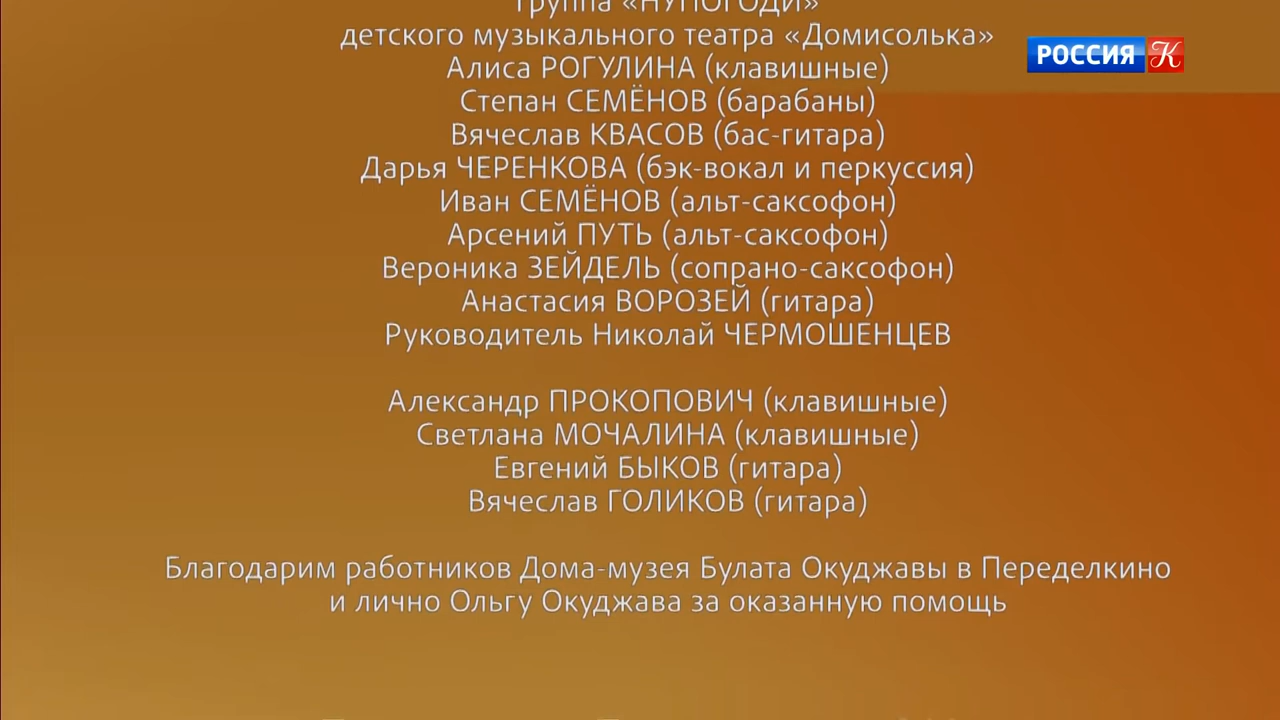 группа «НУПОГОДИ»
детского музыкального театра «Домисолька»
РОССИЯ К
Алиса РОГУЛИНА (клавишные)
Степан СЕМЁНОВ (барабаны)
Вячеслав КВАСОВ (бас-гитара)
Дарья ЧЕРЕНКОВА (бэк-вокал и перкуссия)
Иван СЕМЁНОВ (альт-саксофон)
Арсений ПУТЬ (альт-саксофон)
Вероника ЗЕЙДЕЛЬ (сопрано-саксофон)
Анастасия ВОРОЗЕЙ (гитара)
Руководитель Николай ЧЕРМОШЕНЦЕВ
Александр ПРОКОПОВИЧ (клавишные)
Светлана МОЧАЛИНА (клавишные)
Евгений БЫКОВ (гитара)
Вячеслав ГОЛИКОВ (гитара)
Благодарим работников Дома-музея Булата Окуджавы в Переделкино
и лично Ольгу Окуджава за оказанную помощь